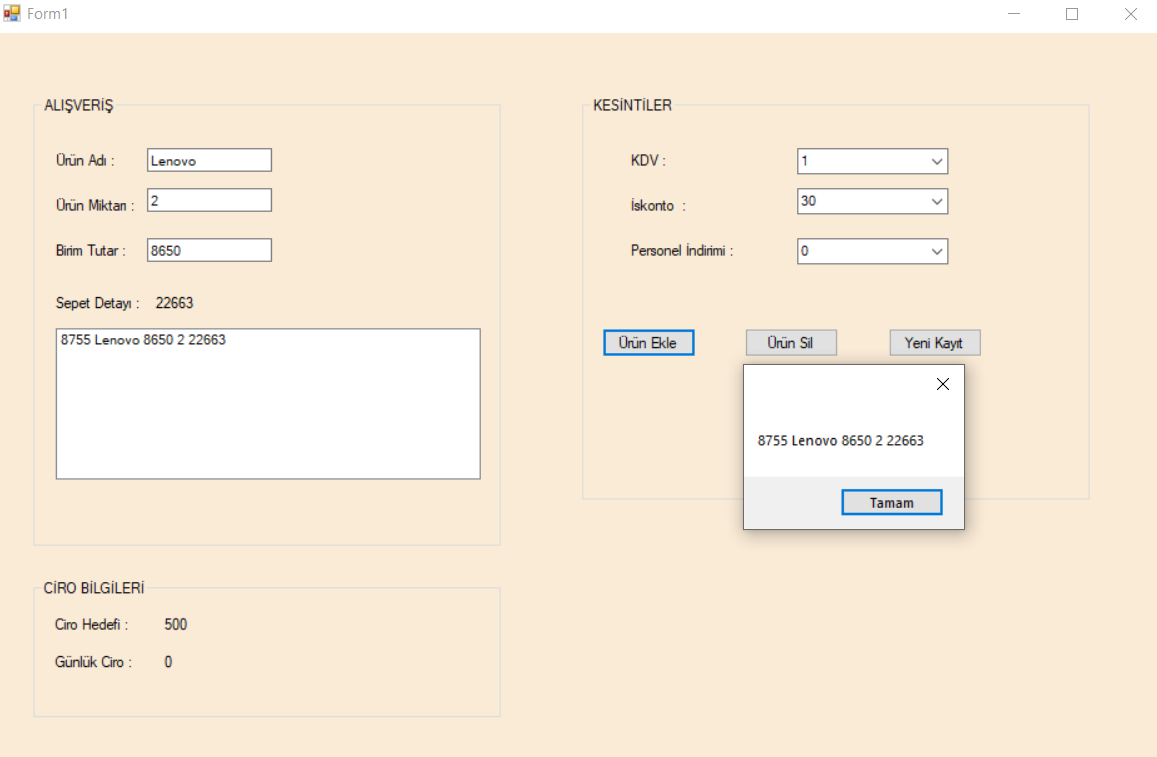 Form1
ALIŞVERİŞ
Ürün Adı :
Lenovo
Ürün Miktarı :
2
Birim Tutar :
8650
Sepet Detayı :
22663
8755 Lenovo 8650 2 22663
KESİNTİLER
KDV :
1
İskonto :
30
Personel İndirimi :
0
Ürün Ekle
Ürün Sil
Yeni Kayıt
8755 Lenovo 8650 2 22663
Tamam
CİRO BİLGİLERİ
Ciro Hedefi :
500
Günlük Ciro :
0